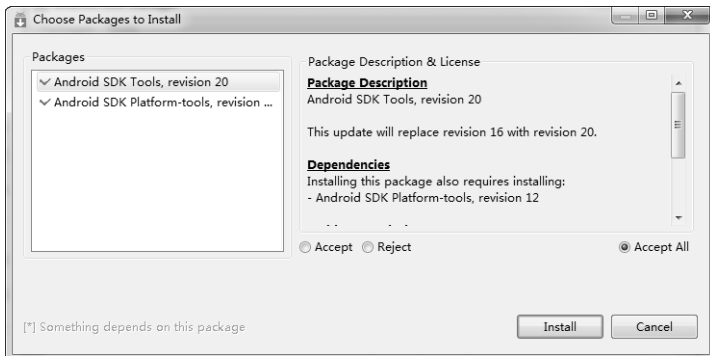 Choose Packages to Install
Packages
Android SDK Tools, revision 20
Android SDK Platform-tools, revision ...
Package Description & License
Package Description
Android SDK Tools, revision 20
This update will replace revision 16 with revision 20.
Dependencies
Installing this package also requires installing:
- Android SDK Platform-tools, revision 12
Accept
Reject
Accept All
[*] Something depends on this package
Install
Cancel